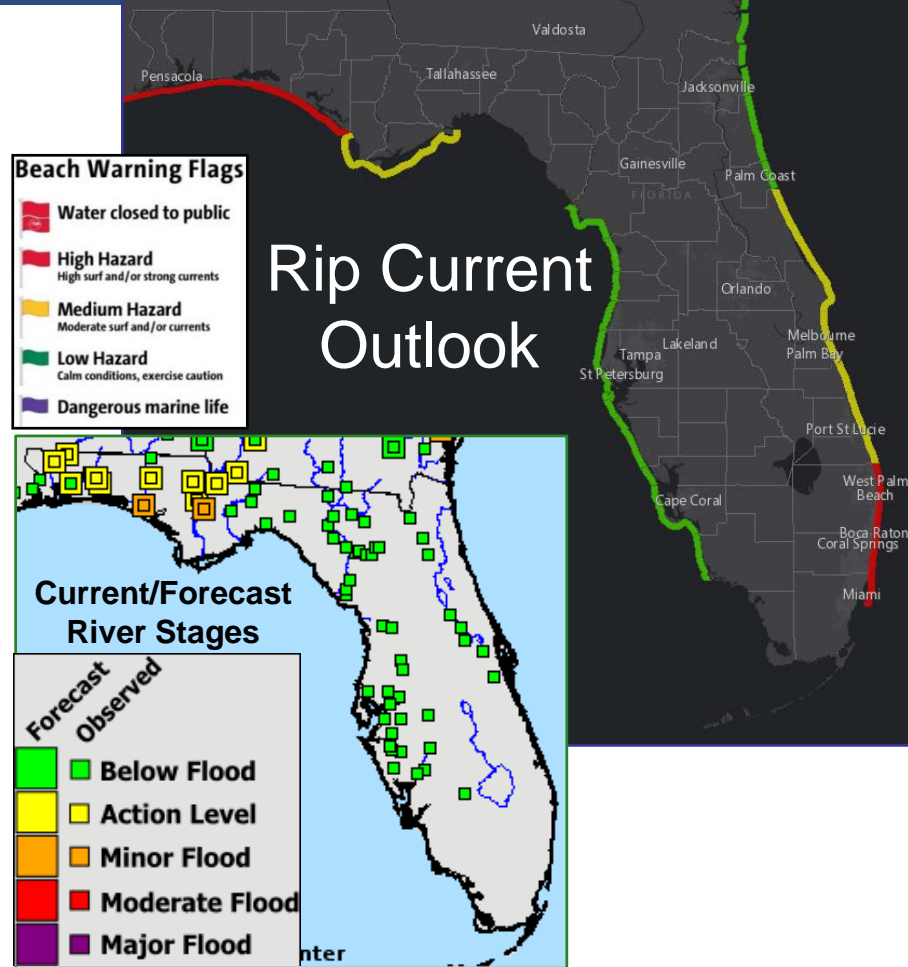 Valdosta
Pensacola
Tallahassee
Jacksonville
Gainesville
Palm Coast
FLORIDA
Beach Warning Flags
Water closed to public
High Hazard
High surf and/or strong currents
Medium Hazard
Moderate surf and/or currents
Low Hazard
Calm conditions, exercise caution
Dangerous marine life
Rip Current
Outlook
Orlando
Melbourne
Palm Bay
Lakeland
Tampa
St Petersburg
Port St Lucie
West Palm
Beach
Cape Coral
Boca Raton
Coral Springs
Miami
Current/Forecast
River Stages
Forecast
Observed
Below Flood
Action Level
Minor Flood
Moderate Flood
Major Flood
nter